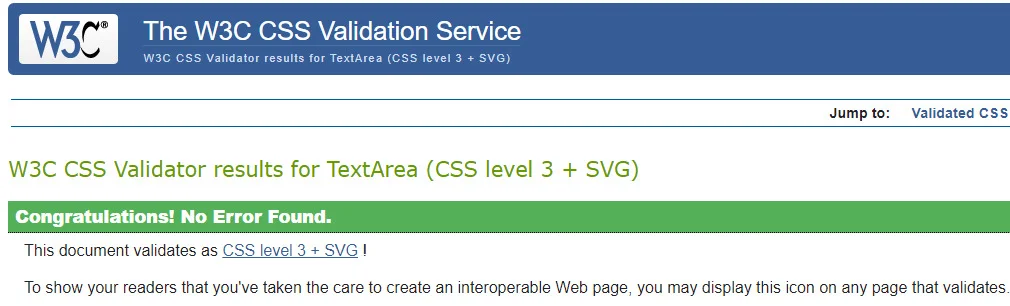 W3C®
The W3C CSS Validation Service
W3C CSS Validator results for TextArea (CSS level 3 + SVG)
Jump to: Validated CSS
W3C CSS Validator results for TextArea (CSS level 3 + SVG)
Congratulations! No Error Found.
This document validates as CSS level 3 + SVG !
To show your readers that you've taken the care to create an interoperable Web page, you may display this icon on any page that validates.